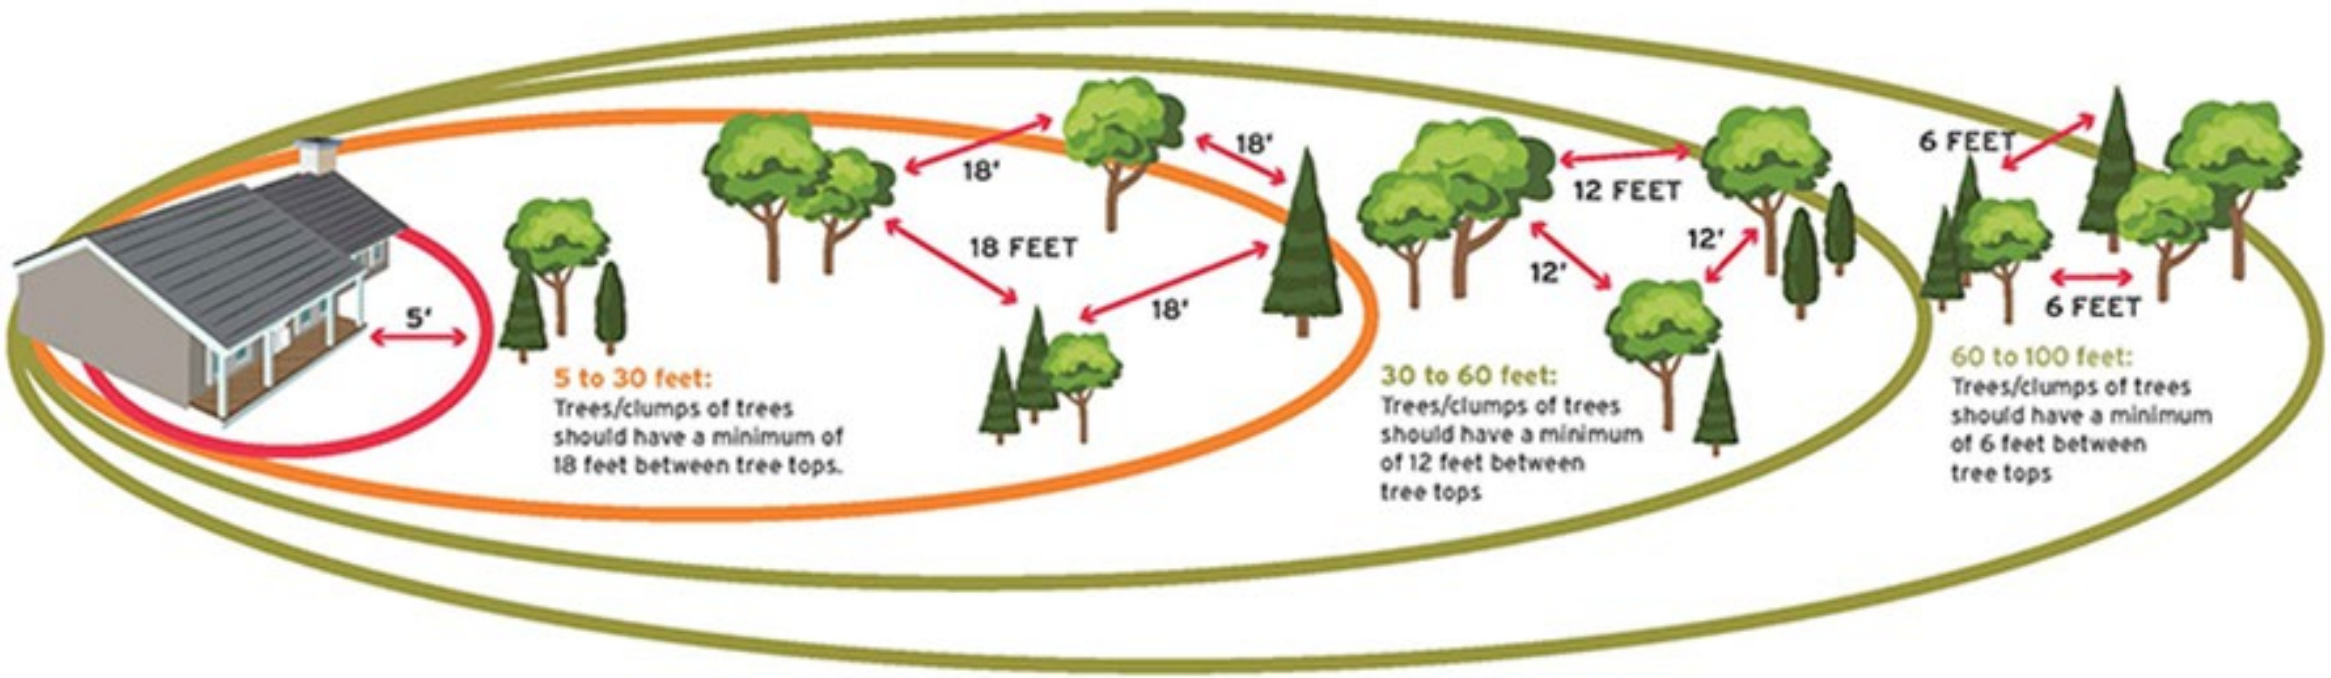 5'
5 to 30 feet:
Trees/clumps of trees
should have a minimum of
18 feet between tree tops.
18'
18'
18 FEET
18'
12 FEET
12'
12'
30 to 60 feet:
Trees/clumps of trees
should have a minimum
of 12 feet between
tree tops
6 FEET
6 FEET
60 to 100 feet:
Trees/clumps of trees
should have a minimum
of 6 feet between
tree tops